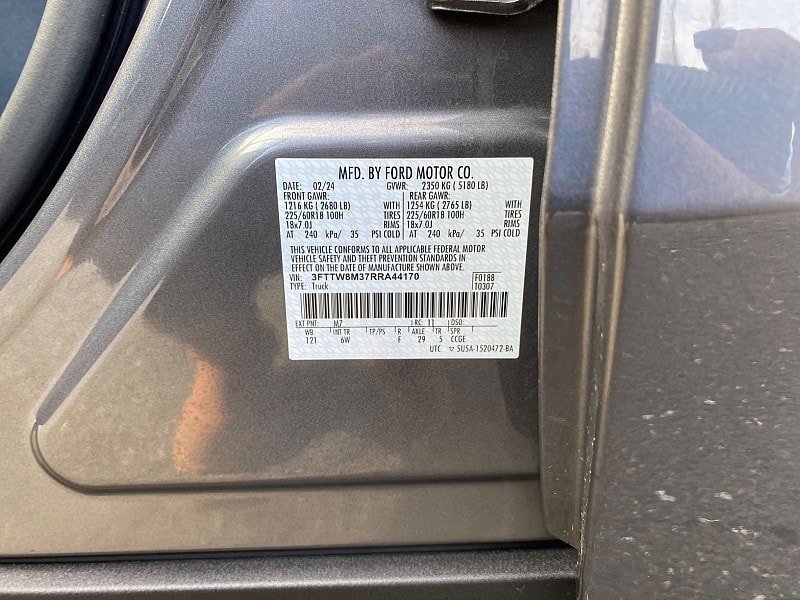 MFD. BY FORD MOTOR CO.
DATE: 02/24 GVWR: 2350 KG ( 5180 LB)
FRONT GAWR: REAR GAWR:
1216 KG ( 2680 LB) WITH 1254 KG ( 2765 LB) WITH
225/60R18 100H TIRES 225/60R18 100H TIRES
18x7.0J RIMS 18x7.0J RIMS
AT 240 kPa/ 35 PSI COLD AT 240 kPa/ 35 PSI COLD
THIS VEHICLE CONFORMS TO ALL APPLICABLE FEDERAL MOTOR
VEHICLE SAFETY AND THEFT PREVENTION STANDARDS IN
EFFECT ON THE DATE OF MANUFACTURE SHOWN ABOVE.
VIN: 3FTTW8M37RRA44170 F0188
TYPE: Truck T0307
EXT PNT: M7 RC: 11 DSO:
WB INT TR TP/PS R AXLE TR SPR
121 6W F 29 5 CCGE
UTC ▽ 5U5A-1520472-BA